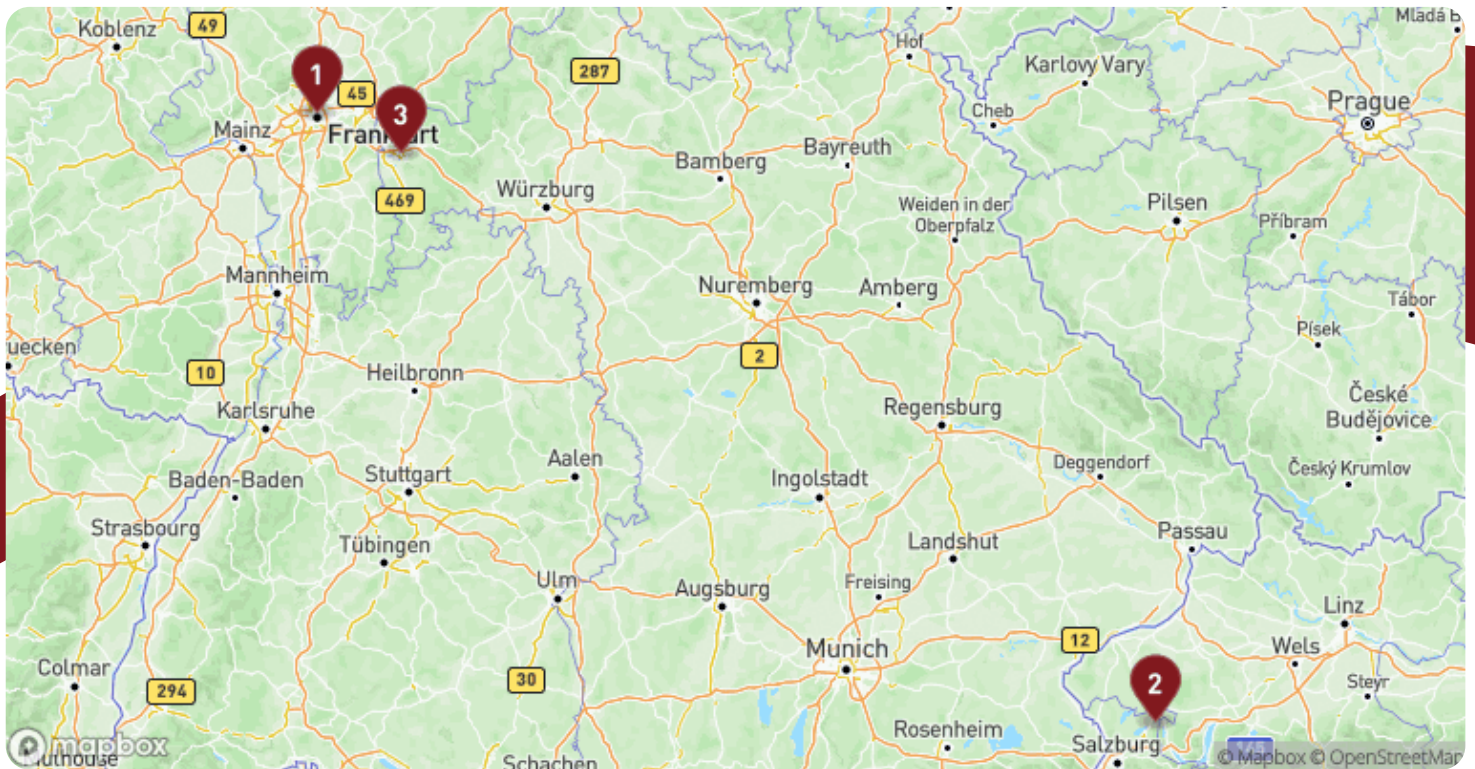 Koblenz
49
Hof
Mladá B
1
287
Karlovy Vary
45
3
Cheb
Prague
Mainz
Frankfurt
Bamberg
Bayreuth
Würzburg
469
Weiden in der
Oberpfalz
Pilsen
Příbram
Mannheim
Nuremberg
Amberg
Tábor
Písek
uecken
2
10
Heilbronn
České
Budějovice
Karlsruhe
Regensburg
Stuttgart
Aalen
Deggendorf
Český Krumlov
Baden-Baden
Ingolstadt
Strasbourg
Passau
Tübingen
Landshut
Ulm
Augsburg
Freising
Linz
12
Munich
Wels
Colmar
294
30
2
Steyr
Rosenheim
Salzburg
mapbox
Mulhouse
Schachen
© Mapbox © OpenStreetMap